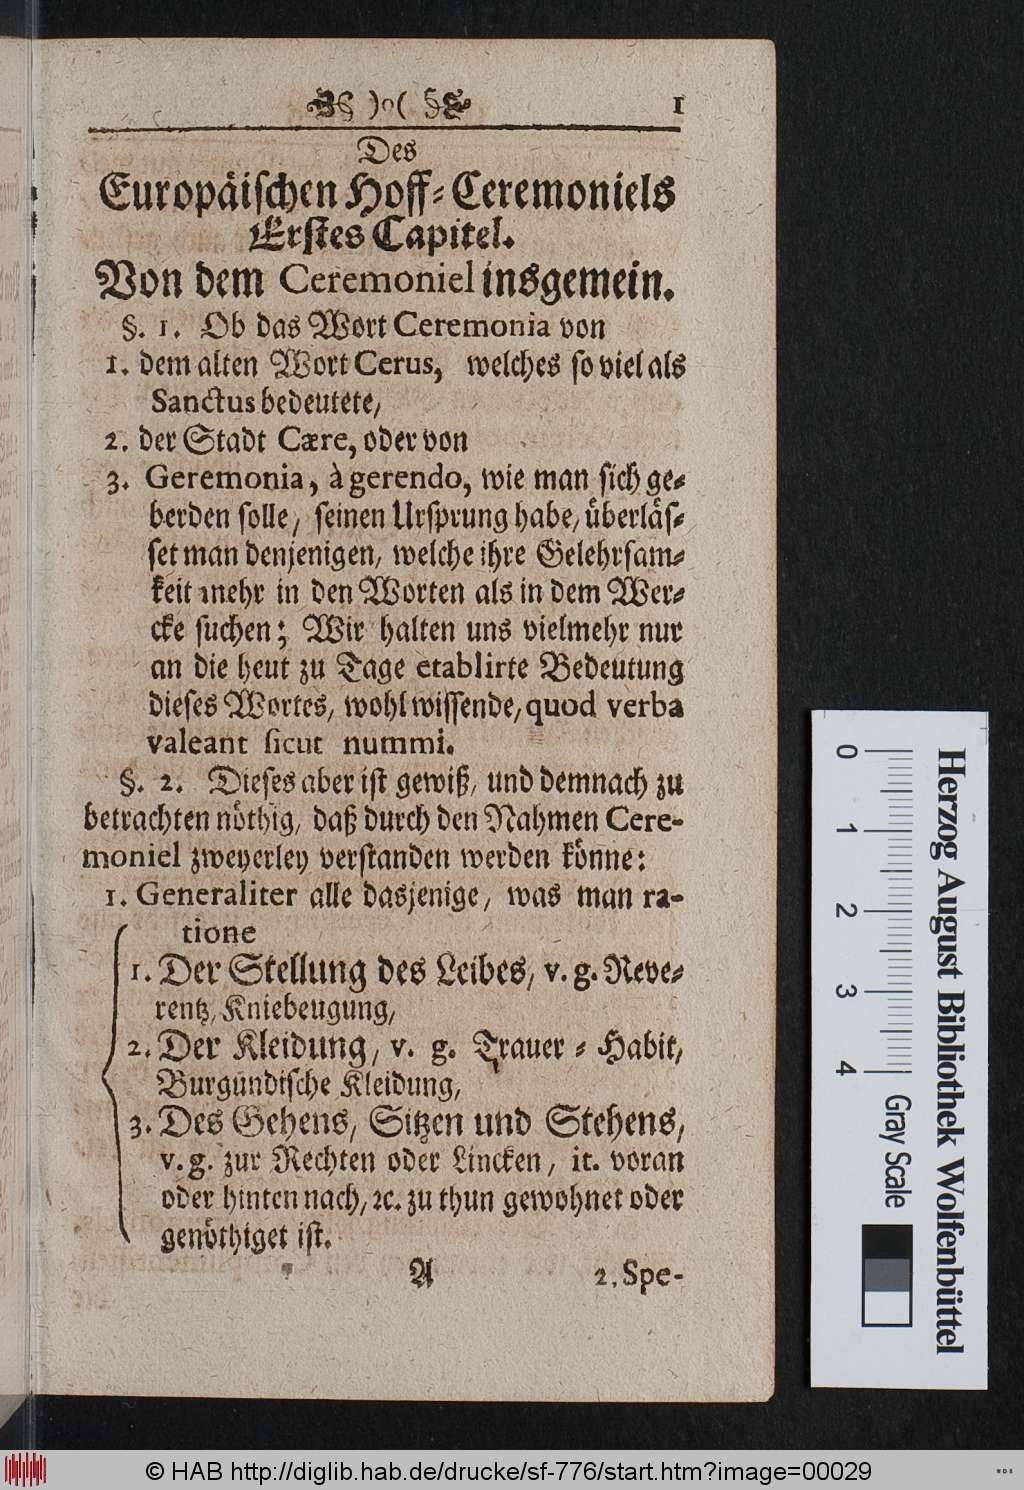 )o( 1
Des
Europäiſchen Hoff-Ceremoniels
Erſtes Capitel.
Von dem Ceremoniel insgemein.
§. 1. Ob das Wort Ceremonia von
1. dem alten Wort Cerus, welches ſo viel als
Sanctus bedeutete,
2. der Stadt Cære, oder von
3. Geremonia, à gerendo, wie man ſich ge-
berden ſolle, ſeinen Urſprung habe, überläſ-
ſet man denjenigen, welche ihre Gelehrſam-
keit mehr in den Worten als in dem Wer-
cke ſuchen; Wir halten uns vielmehr nur
an die heut zu Tage etablirte Bedeutung
dieſes Wortes, wohl wiſſende, quod verba
valeant ſicut nummi.
§. 2. Dieſes aber iſt gewiß, und demnach zu
betrachten nöthig, daß durch den Nahmen Cere-
moniel zweyerley verſtanden werden könne:
1. Generaliter alle dasjenige, was man ra-
tione
1. Der Stellung des Leibes, v. g. Reve-
rentz, Kniebeugung,
2. Der Kleidung, v. g. Trauer-Habit,
Burgundiſche Kleidung,
3. Des Gehens, Sitzen und Stehens,
v. g. zur Rechten oder Lincken, it. voran
oder hinten nach, ꝛc. zu thun gewohnet oder
genöthiget iſt.
A 2. Spe-
0 1 2 3 4 Gray Scale
Herzog August Bibliothek Wolfenbüttel
© HAB http://diglib.hab.de/drucke/sf-776/start.htm?image=00029